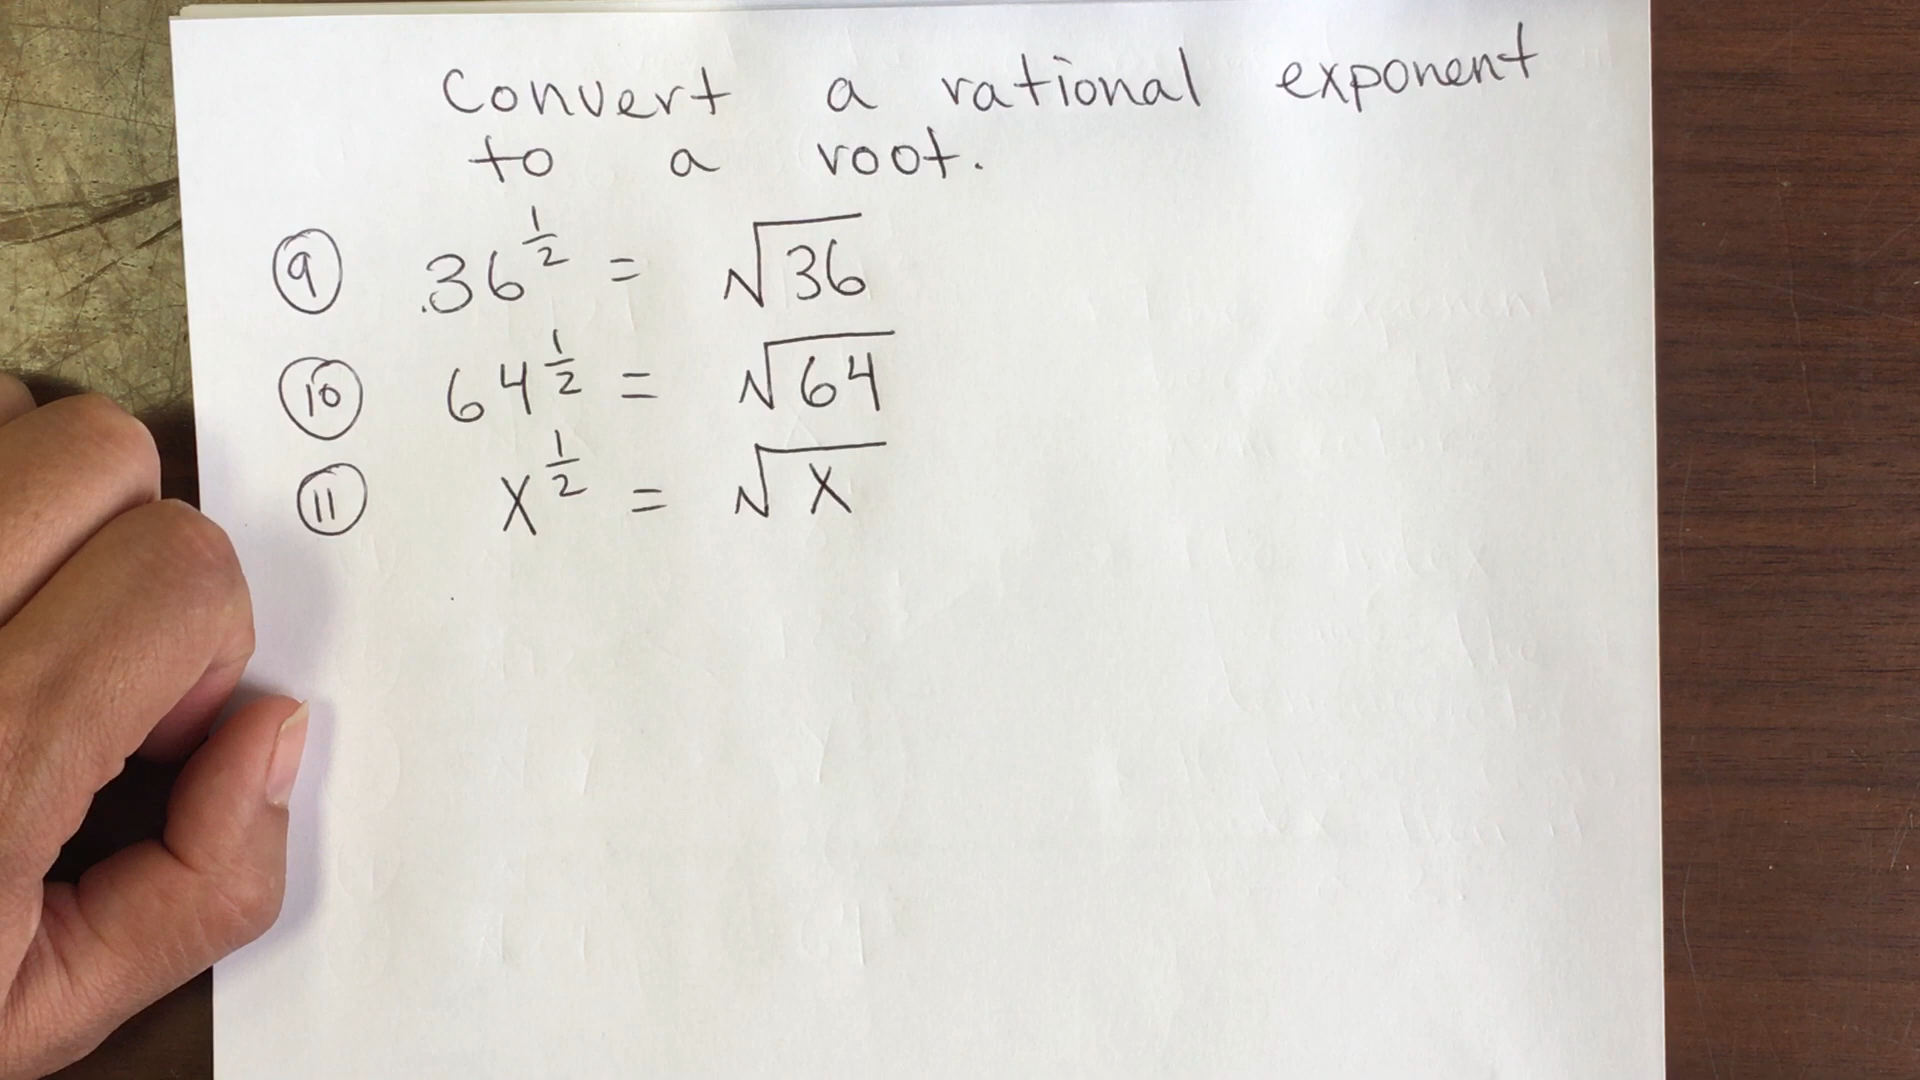 Convert a rational exponent
to a root.
⑨ 36^{1/2} = √36
⑩ 64^{1/2} = √64
⑪ x^{1/2} = √x